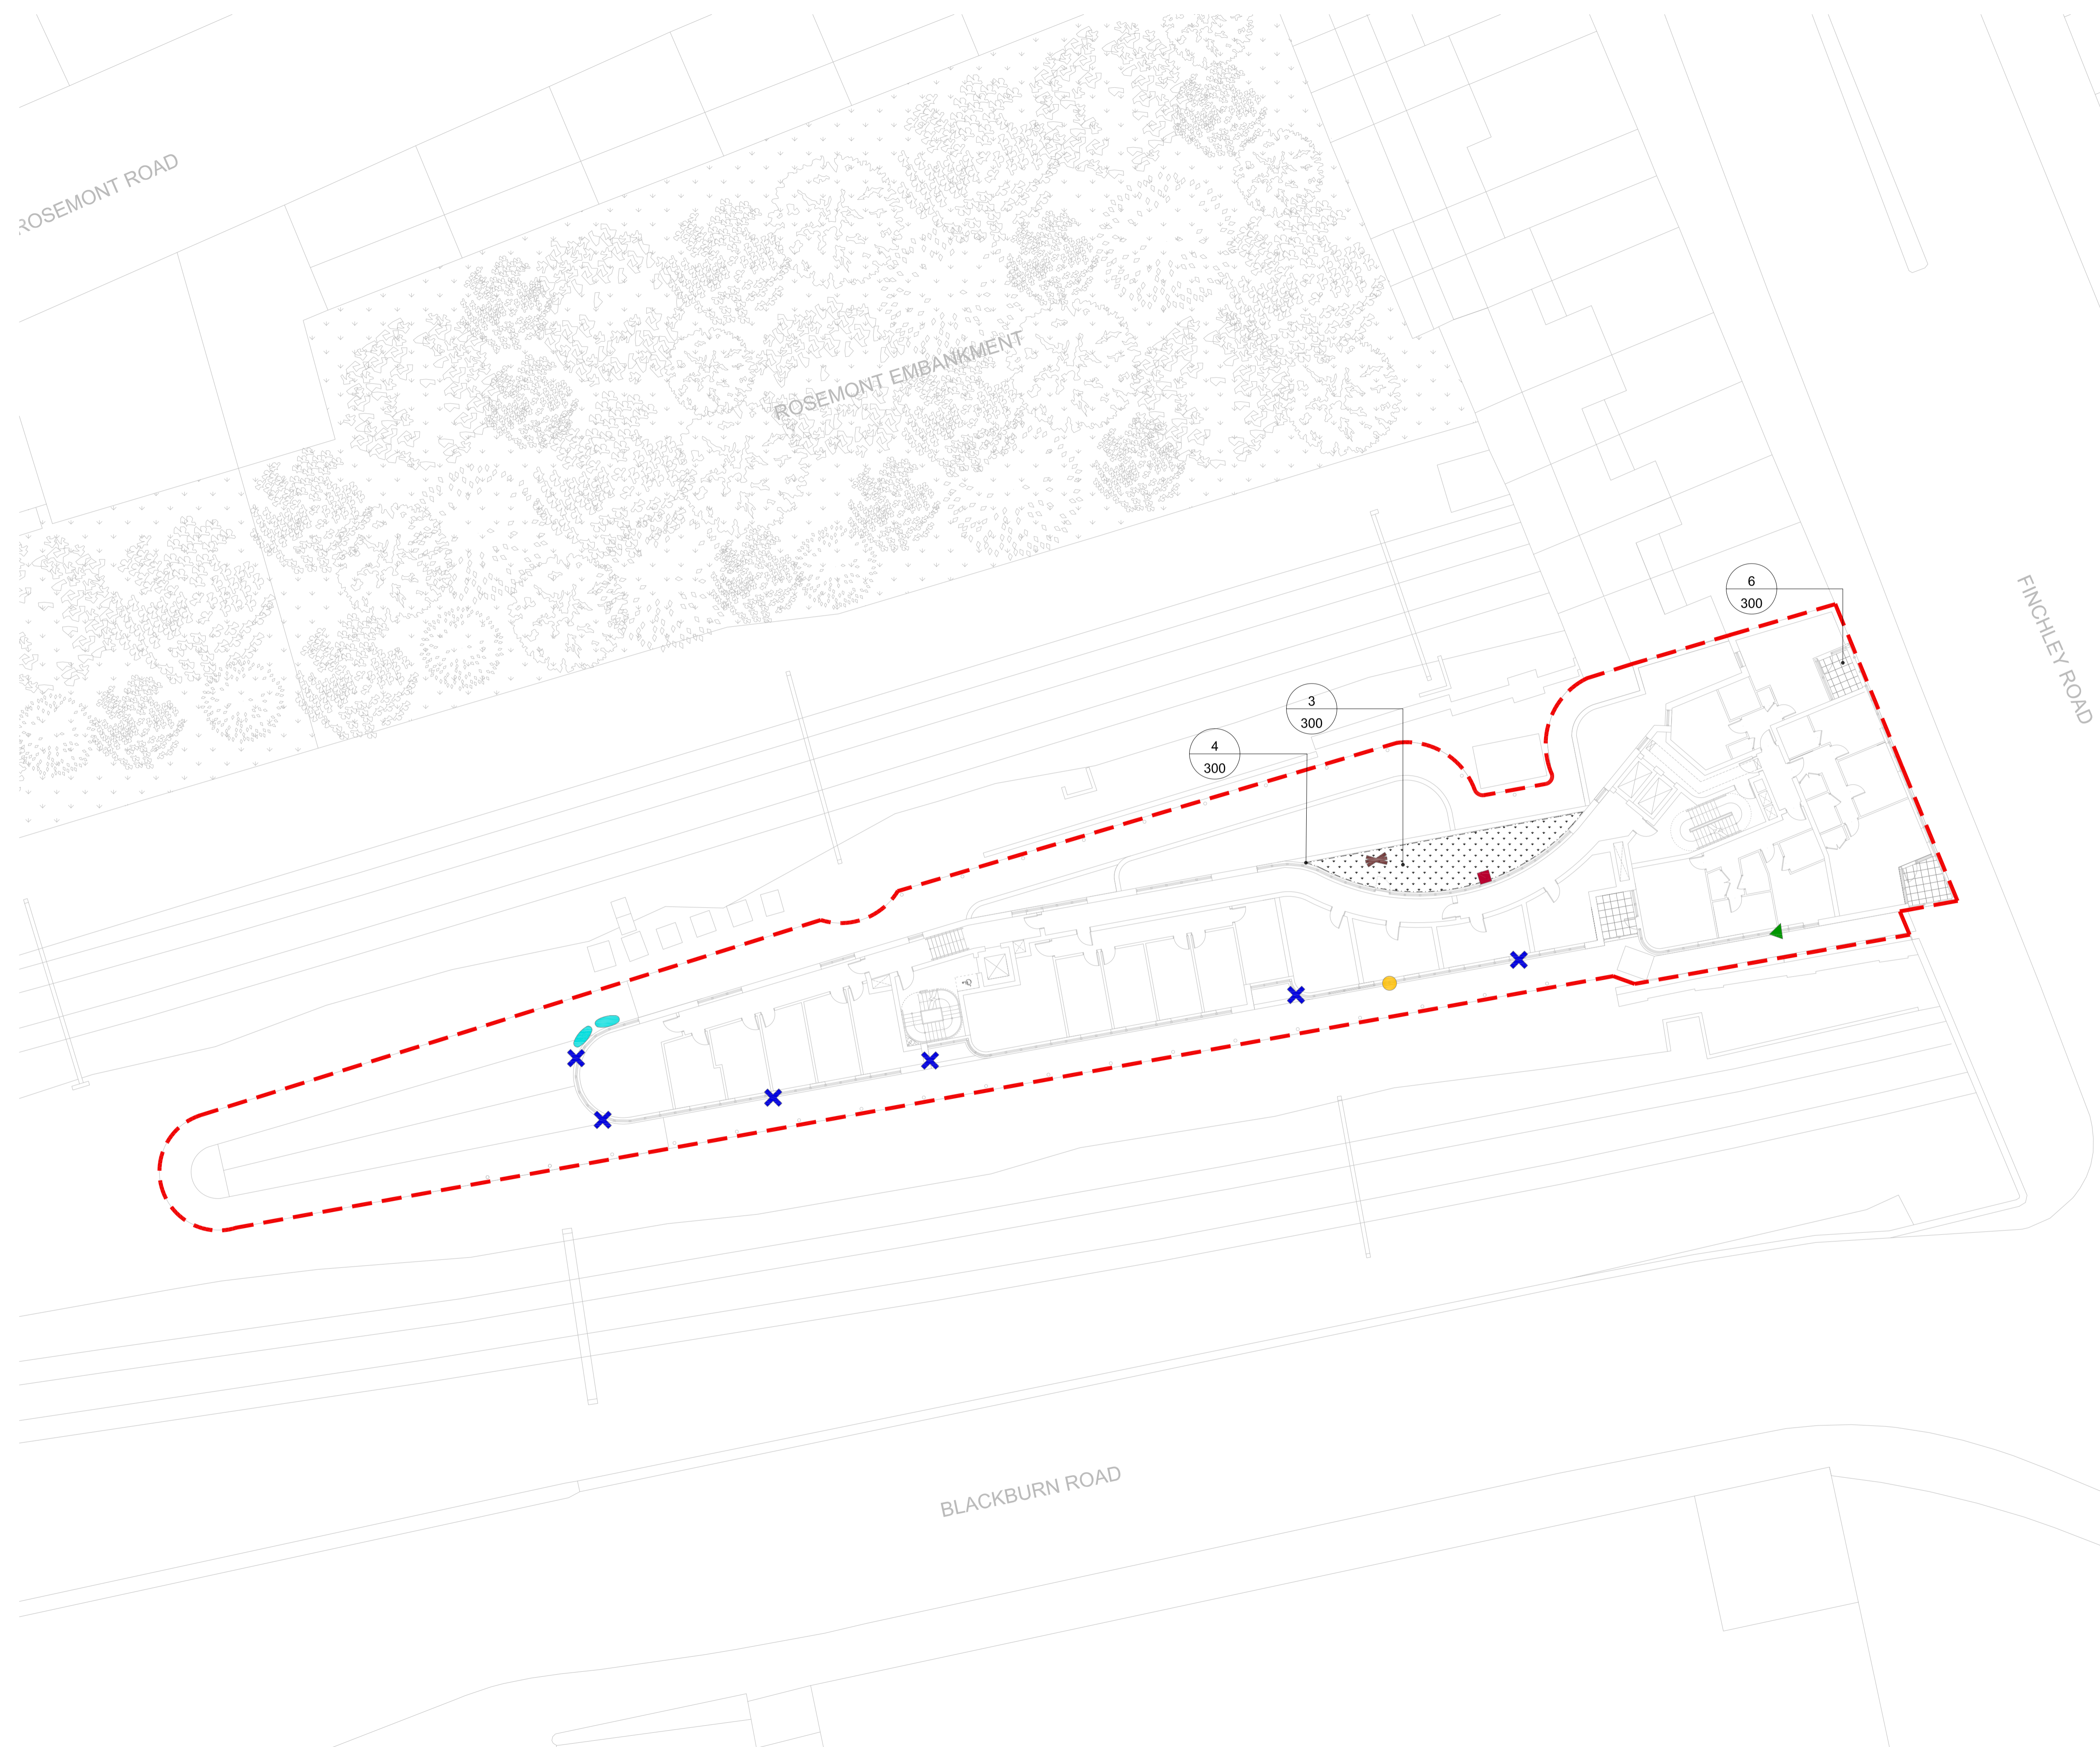 ROSEMONT ROAD
ROSEMONT EMBANKMENT
6
300
FINCHLEY ROAD
3
300
4
300
BLACKBURN ROAD